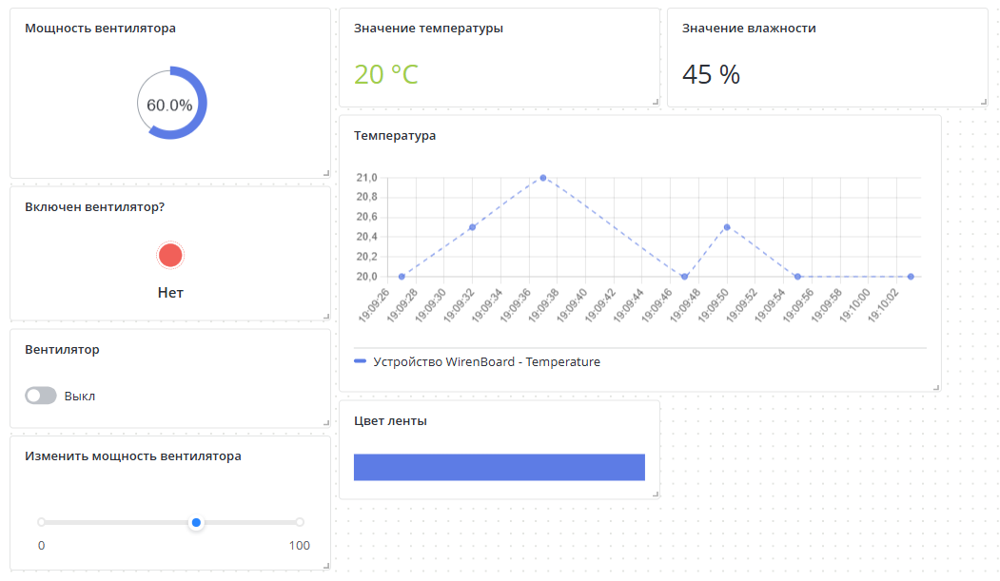 Мощность вентилятора
60.0%
Включен вентилятор?
Нет
Вентилятор
Выкл
Изменить мощность вентилятора
0
100
Значение температуры
20 °C
Значение влажности
45 %
Температура
21,0
20,8
20,6
20,4
20,2
20,0
19:09:26
19:09:28
19:09:30
19:09:32
19:09:34
19:09:36
19:09:38
19:09:40
19:09:42
19:09:44
19:09:46
19:09:48
19:09:50
19:09:52
19:09:54
19:09:56
19:09:58
19:10:00
19:10:02
Устройство WirenBoard - Temperature
Цвет ленты